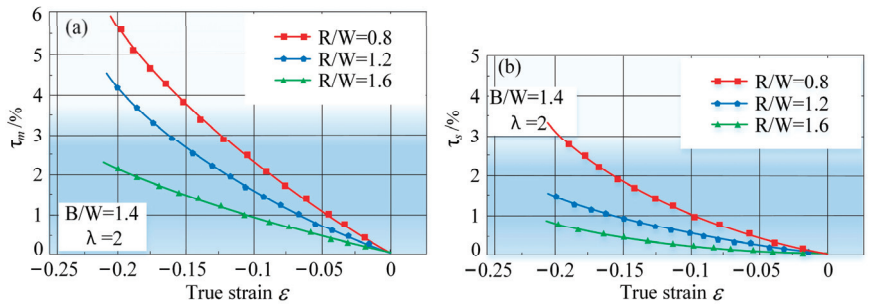 (a)
R/W=0.8
R/W=1.2
R/W=1.6
B/W=1.4
λ =2
τm/%
6
5
4
3
2
1
0
−0.25 −0.2 −0.15 −0.1 −0.05 0
True strain ε
(b)
R/W=0.8
R/W=1.2
R/W=1.6
B/W=1.4
λ =2
τs/%
5
4
3
2
1
0
−0.25 −0.2 −0.15 −0.1 −0.05 0
True strain ε